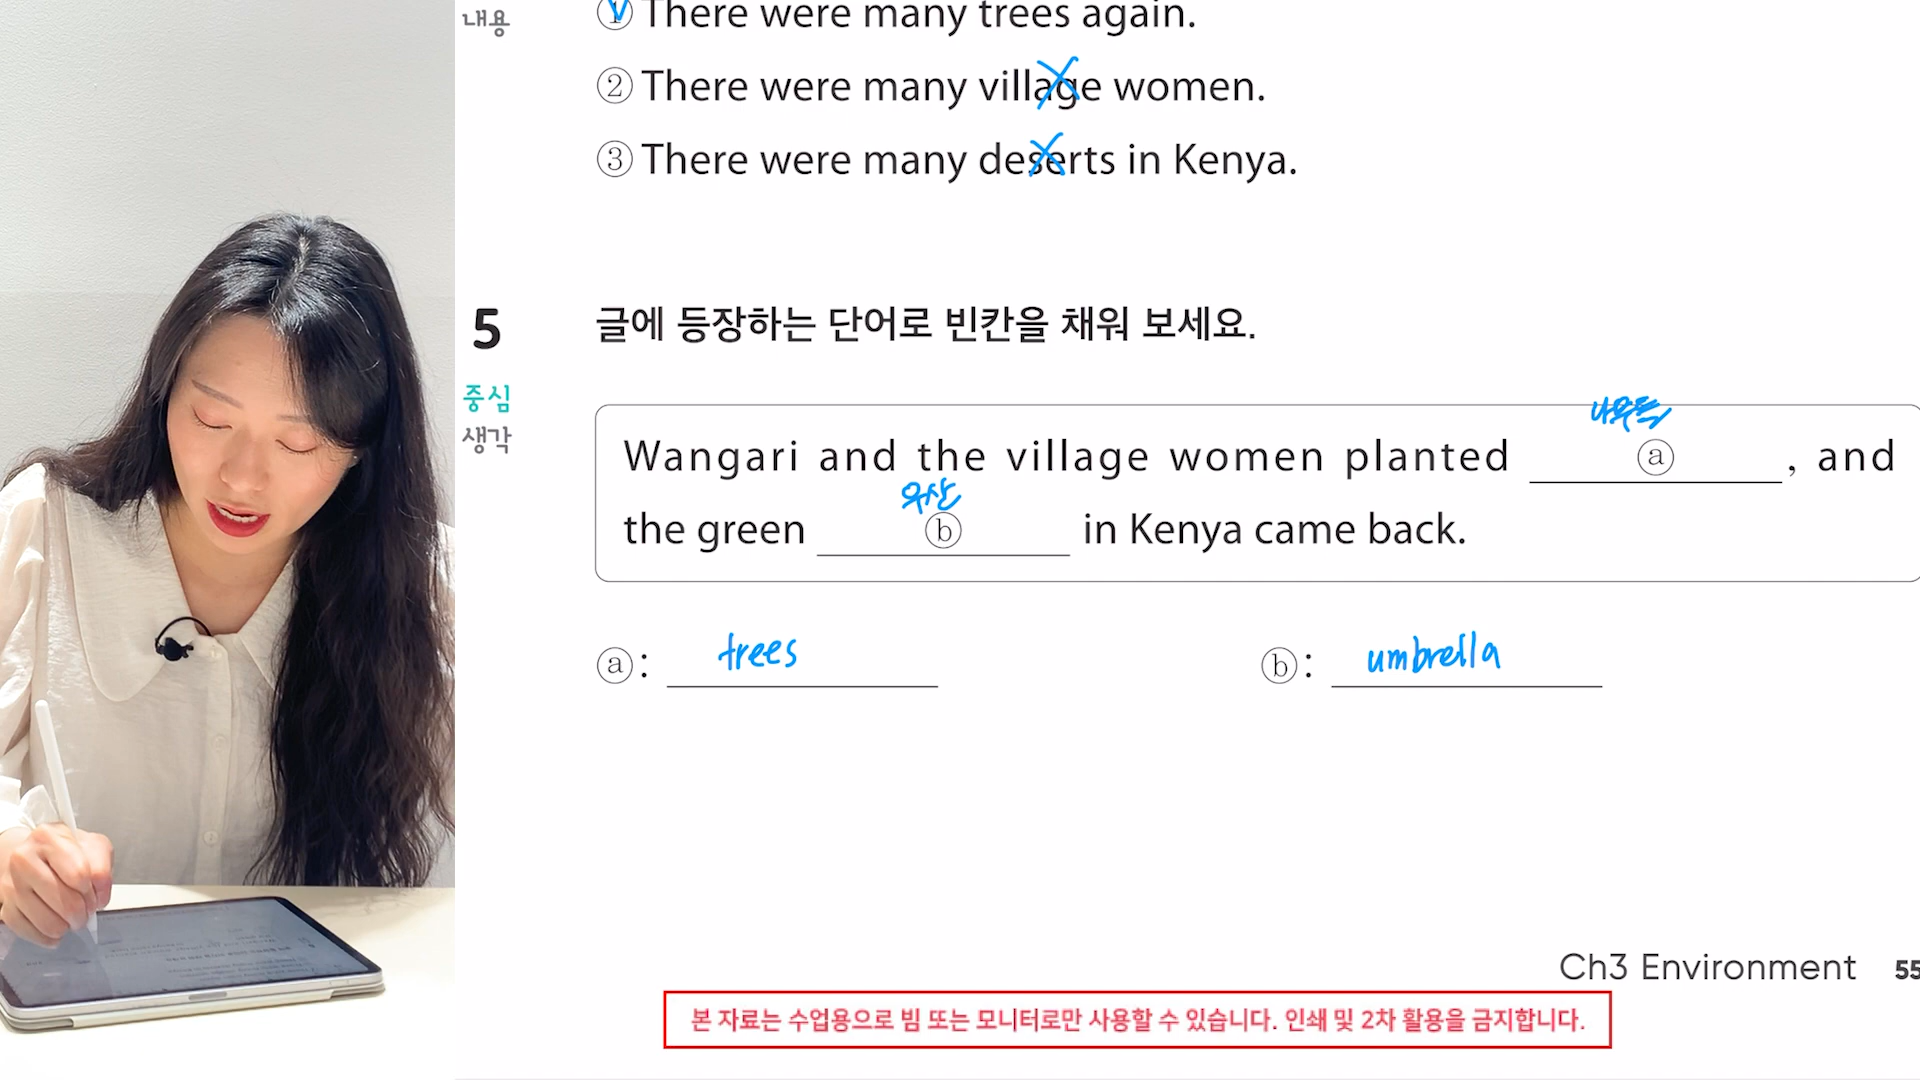 내용
① There were many trees again.
② There were many village women.
③ There were many deserts in Kenya.
5
글에 등장하는 단어로 빈칸을 채워 보세요.
중심
생각
나무들
Wangari and the village women planted ⓐ, and
우산
the green ⓑ in Kenya came back.
ⓐ: trees
ⓑ: umbrella
Ch3 Environment 55
본 자료는 수업용으로 빔 또는 모니터로만 사용할 수 있습니다. 인쇄 및 2차 활용을 금지합니다.